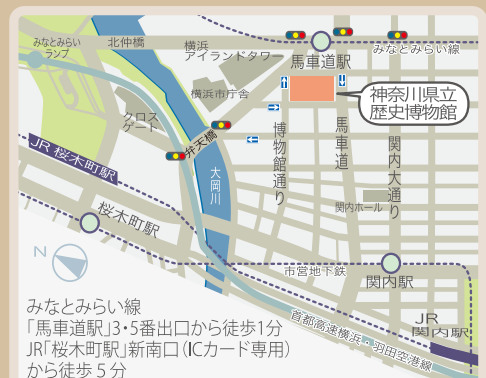 みなとみらい
ランプ
北仲橋
横浜
アイランドタワー
馬車道駅
みなとみらい線
神奈川県立
歴史博物館
横浜市庁舎
クロス
ゲート
弁天橋
大岡川
博物館通り
馬車道
関内大通り
関内ホール
JR 桜木町駅
桜木町駅
N
市営地下鉄
関内駅
首都高速横浜・羽田空港線
JR
関内駅
みなとみらい線
「馬車道駅」3・5番出口から徒歩1分
JR「桜木町駅」新南口（ICカード専用）
から徒歩 5 分